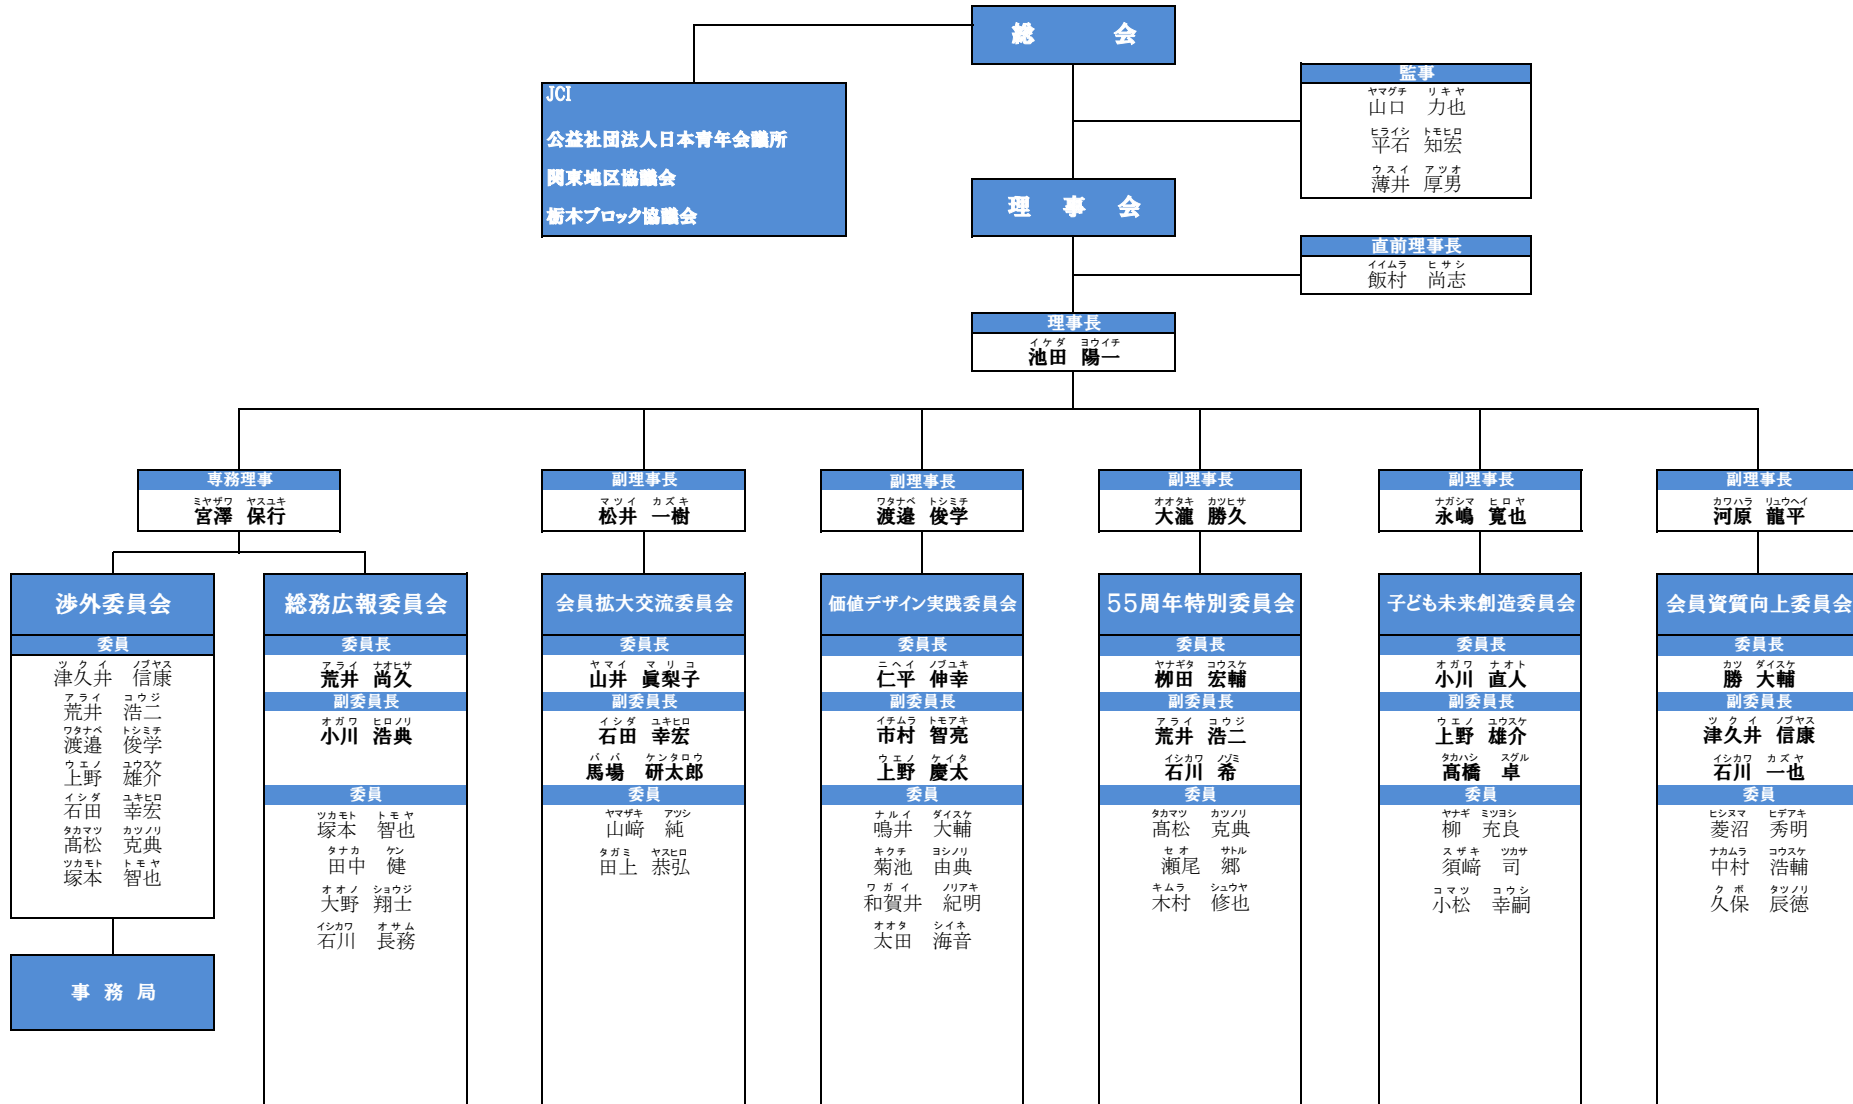 総　会
JCI
公益社団法人日本青年会議所
関東地区協議会
栃木ブロック協議会
監事
ヤマグチ リキヤ
山口 力也
ヒライシ トモヒロ
平石 知宏
ウスイ アツオ
薄井 厚男
理 事 会
直前理事長
イイムラ ヒサシ
飯村 尚志
理事長
イケダ ヨウイチ
池田 陽一
専務理事
ミヤザワ ヤスユキ
宮澤 保行
副理事長
マツイ カズキ
松井 一樹
副理事長
ワタナベ トシミチ
渡邉 俊学
副理事長
オオタキ カツヒサ
大瀧 勝久
副理事長
ナガシマ ヒロヤ
永嶋 寛也
副理事長
カワハラ リュウヘイ
河原 龍平
渉外委員会
委員
ツクイ ノブヤス
津久井 信康
アライ コウジ
荒井 浩二
ワタナベ トシミチ
渡邉 俊学
ウエノ ユウスケ
上野 雄介
イシダ ユキヒロ
石田 幸宏
タカマツ カツノリ
髙松 克典
ツカモト トモヤ
塚本 智也
事 務 局
総務広報委員会
委員長
アライ ナオヒサ
荒井 尚久
副委員長
オガワ ヒロノリ
小川 浩典
委員
ツカモト トモヤ
塚本 智也
タナカ ケン
田中 健
オオノ ショウジ
大野 翔士
イシカワ オサム
石川 長務
会員拡大交流委員会
委員長
ヤマイ マリコ
山井 眞梨子
副委員長
イシダ ユキヒロ
石田 幸宏
ババ ケンタロウ
馬場 研太郎
委員
ヤマザキ アツシ
山﨑 純
タガミ ヤスヒロ
田上 恭弘
価値デザイン実践委員会
委員長
ニヘイ ノブユキ
仁平 伸幸
副委員長
イチムラ トモアキ
市村 智亮
ウエノ ケイタ
上野 慶太
委員
ナルイ ダイスケ
鳴井 大輔
キクチ ヨシノリ
菊池 由典
ワガイ ノリアキ
和賀井 紀明
オオタ シイネ
太田 海音
55周年特別委員会
委員長
ヤナギタ コウスケ
栁田 宏輔
副委員長
アライ コウジ
荒井 浩二
イシカワ ノゾミ
石川 希
委員
タカマツ カツノリ
髙松 克典
セオ サトル
瀬尾 郷
キムラ シュウヤ
木村 修也
子ども未来創造委員会
委員長
オガワ ナオト
小川 直人
副委員長
ウエノ ユウスケ
上野 雄介
タカハシ スグル
髙橋 卓
委員
ヤナギ ミツヨシ
柳 充良
スザキ ツカサ
須﨑 司
コマツ コウシ
小松 幸嗣
会員資質向上委員会
委員長
カツ ダイスケ
勝 大輔
副委員長
ツクイ ノブヤス
津久井 信康
イシカワ カズヤ
石川 一也
委員
ヒシヌマ ヒデアキ
菱沼 秀明
ナカムラ コウスケ
中村 浩輔
クボ タツノリ
久保 辰徳